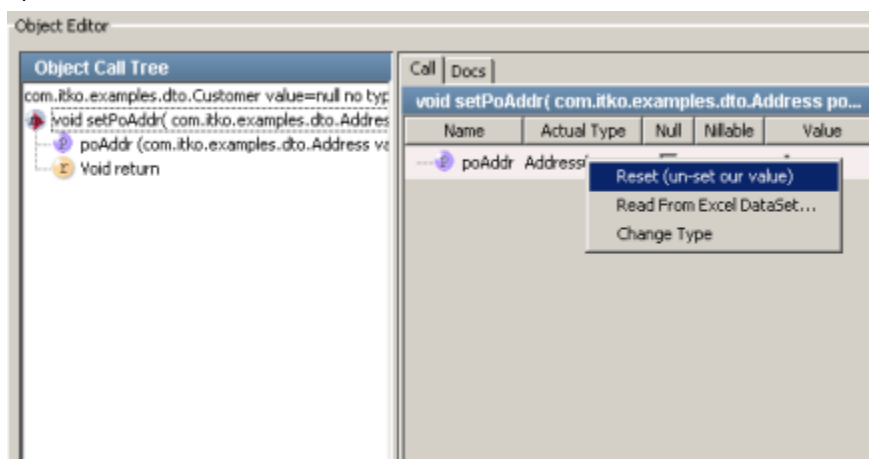 Object Editor
Object Call Tree
com.itko.examples.dto.Customer value=null no typ
void setPoAddr( com.itko.examples.dto.Addres
poAddr (com.itko.examples.dto.Address va
Void return
Call Docs
void setPoAddr( com.itko.examples.dto.Address po...
Name Actual Type Null Nillable Value
poAddr Address
Reset (un-set our value)
Read From Excel DataSet...
Change Type